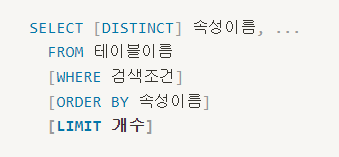 SELECT [DISTINCT] 속성이름, ...
FROM 테이블이름
[WHERE 검색조건]
[ORDER BY 속성이름]
[LIMIT 개수]